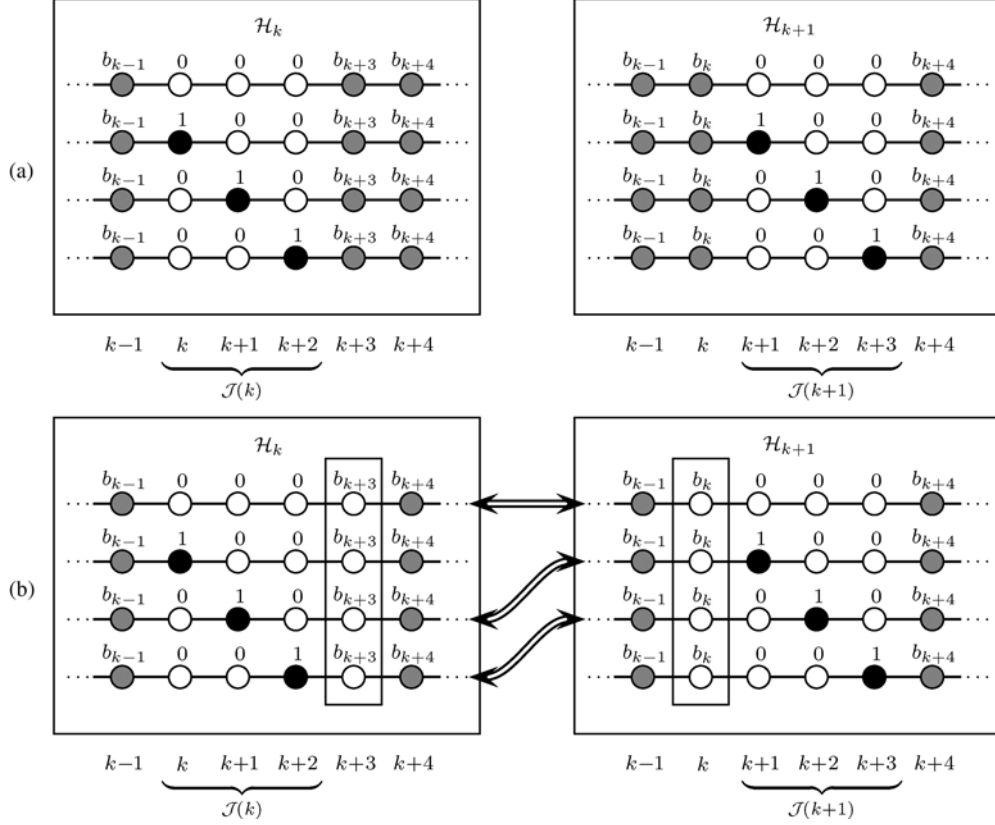 H_k H_{k+1}
b_{k−1} 0 0 0 b_{k+3} b_{k+4} b_{k−1} b_k 0 0 0 b_{k+4}
··· ··· ··· ···
b_{k−1} 1 0 0 b_{k+3} b_{k+4} b_{k−1} b_k 1 0 0 b_{k+4}
··· ··· ··· ···
(a)
b_{k−1} 0 1 0 b_{k+3} b_{k+4} b_{k−1} b_k 0 1 0 b_{k+4}
··· ··· ··· ···
b_{k−1} 0 0 1 b_{k+3} b_{k+4} b_{k−1} b_k 0 0 1 b_{k+4}
··· ··· ··· ···
k−1 k k+1 k+2 k+3 k+4 k−1 k k+1 k+2 k+3 k+4
J(k) J(k+1)
H_k H_{k+1}
b_{k−1} 0 0 0 b_{k+3} b_{k+4} b_{k−1} b_k 0 0 0 b_{k+4}
··· ··· ··· ···
b_{k−1} 1 0 0 b_{k+3} b_{k+4} b_{k−1} b_k 1 0 0 b_{k+4}
··· ··· ··· ···
(b)
b_{k−1} 0 1 0 b_{k+3} b_{k+4} b_{k−1} b_k 0 1 0 b_{k+4}
··· ··· ··· ···
b_{k−1} 0 0 1 b_{k+3} b_{k+4} b_{k−1} b_k 0 0 1 b_{k+4}
··· ··· ··· ···
k−1 k k+1 k+2 k+3 k+4 k−1 k k+1 k+2 k+3 k+4
J(k) J(k+1)